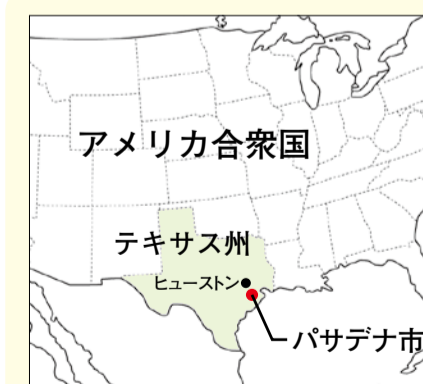 アメリカ合衆国
テキサス州
ヒューストン
パサデナ市